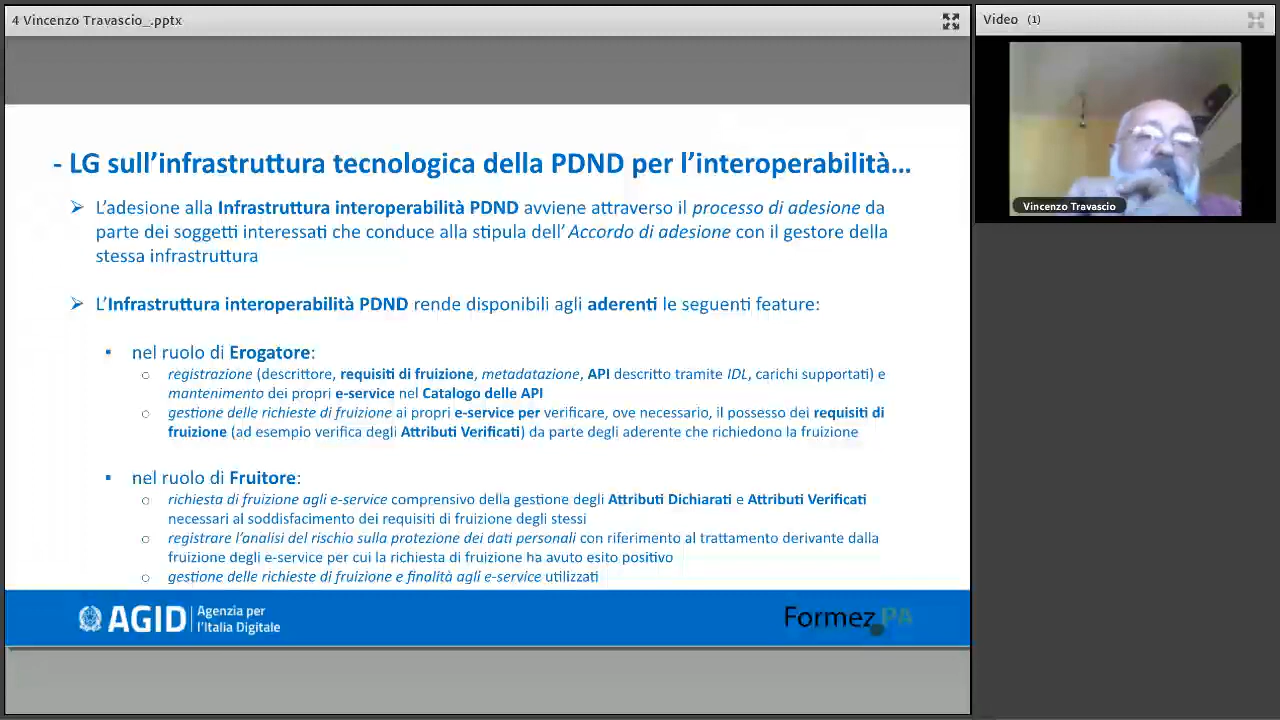 4 Vincenzo Travascio_.pptx
Video (1)
Vincenzo Travascio
- LG sull’infrastruttura tecnologica della PDND per l’interoperabilità...
➢ L’adesione alla Infrastruttura interoperabilità PDND avviene attraverso il processo di adesione da
parte dei soggetti interessati che conduce alla stipula dell’Accordo di adesione con il gestore della
stessa infrastruttura
➢ L’Infrastruttura interoperabilità PDND rende disponibili agli aderenti le seguenti feature:
▪ nel ruolo di Erogatore:
o registrazione (descrittore, requisiti di fruizione, metadatazione, API descritto tramite IDL, carichi supportati) e
mantenimento dei propri e-service nel Catalogo delle API
o gestione delle richieste di fruizione ai propri e-service per verificare, ove necessario, il possesso dei requisiti di
fruizione (ad esempio verifica degli Attributi Verificati) da parte degli aderente che richiedono la fruizione
▪ nel ruolo di Fruitore:
o richiesta di fruizione agli e-service comprensivo della gestione degli Attributi Dichiarati e Attributi Verificati
necessari al soddisfacimento dei requisiti di fruizione degli stessi
o registrare l’analisi del rischio sulla protezione dei dati personali con riferimento al trattamento derivante dalla
fruizione degli e-service per cui la richiesta di fruizione ha avuto esito positivo
o gestione delle richieste di fruizione e finalità agli e-service utilizzati
AGID Agenzia per
l’Italia Digitale
Formez PA